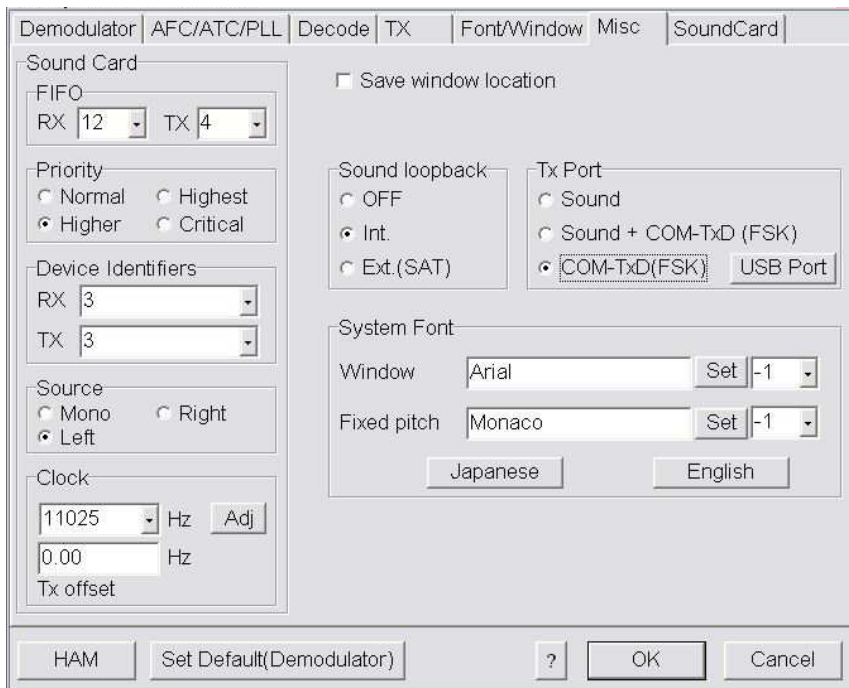 Demodulator AFC/ATC/PLL Decode TX Font/Window Misc SoundCard
Sound Card
FIFO
RX 12 TX 4
Priority
Normal Highest
Higher Critical
Device Identifiers
RX 3
TX 3
Source
Mono Right
Left
Clock
11025 Hz Adj
0.00 Hz
Tx offset
Save window location
Sound loopback
OFF
Int.
Ext.(SAT)
Tx Port
Sound
Sound + COM-TxD (FSK)
COM-TxD(FSK) USB Port
System Font
Window Arial Set -1
Fixed pitch Monaco Set -1
Japanese English
HAM Set Default(Demodulator) ? OK Cancel